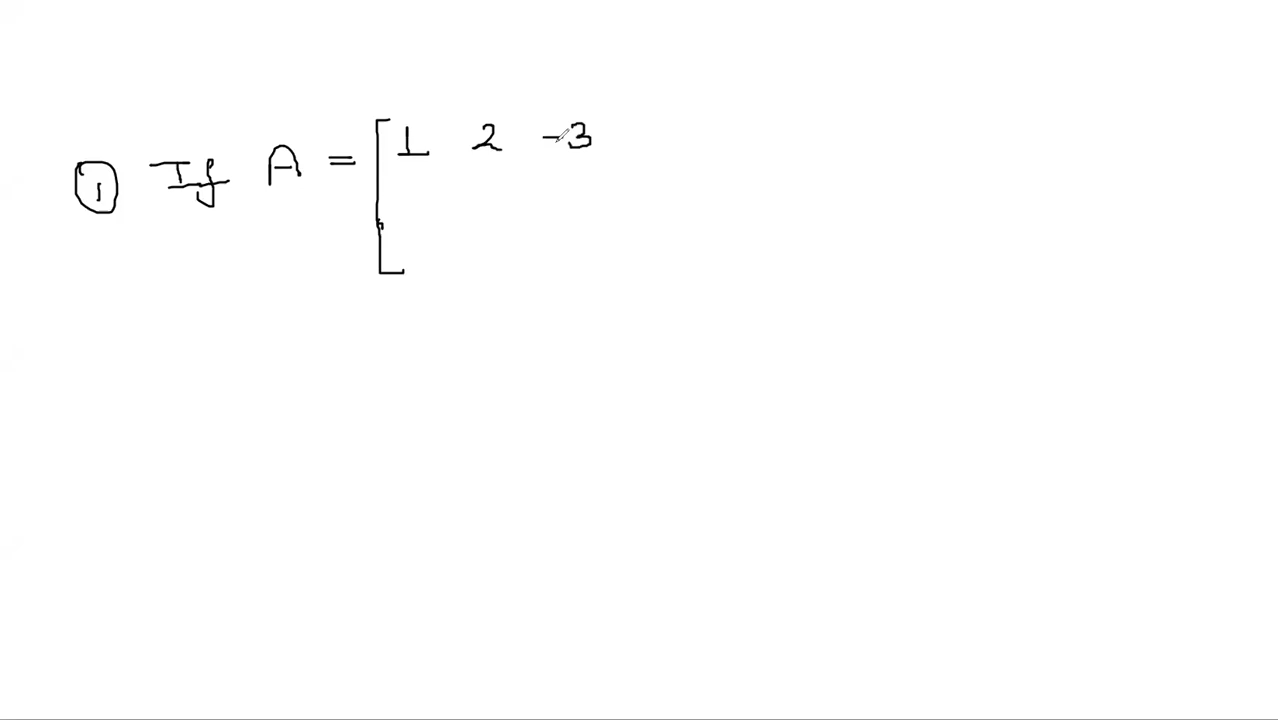 ① If A = [ 1 2 -3